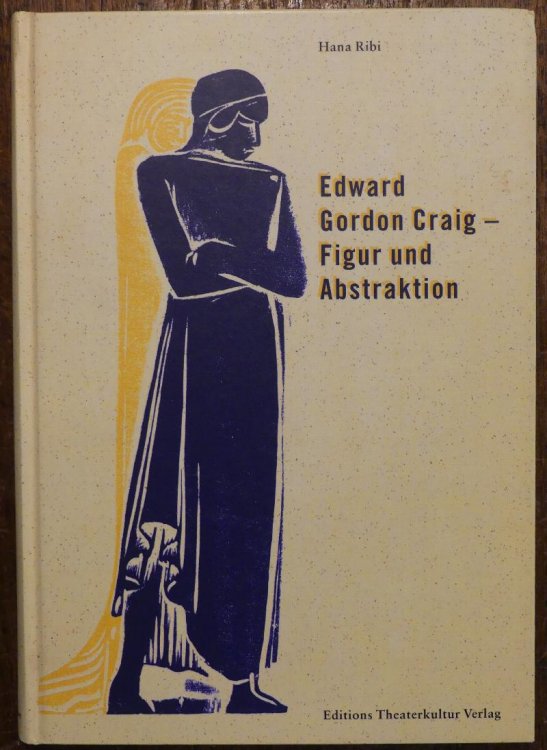 Hana Ribi
Edward
Gordon Craig –
Figur und
Abstraktion
Editions Theaterkultur Verlag